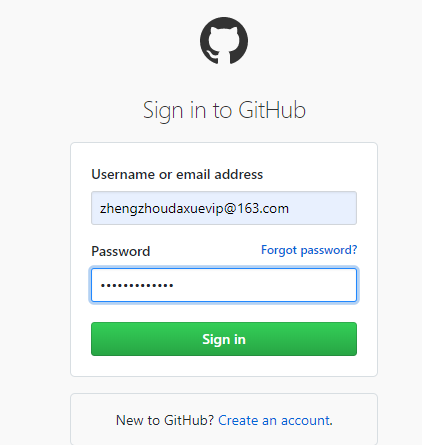 Sign in to GitHub
Username or email address
zhengzhoudaxuevip@163.com
Password Forgot password?
•••••••••••••
Sign in
New to GitHub? Create an account.